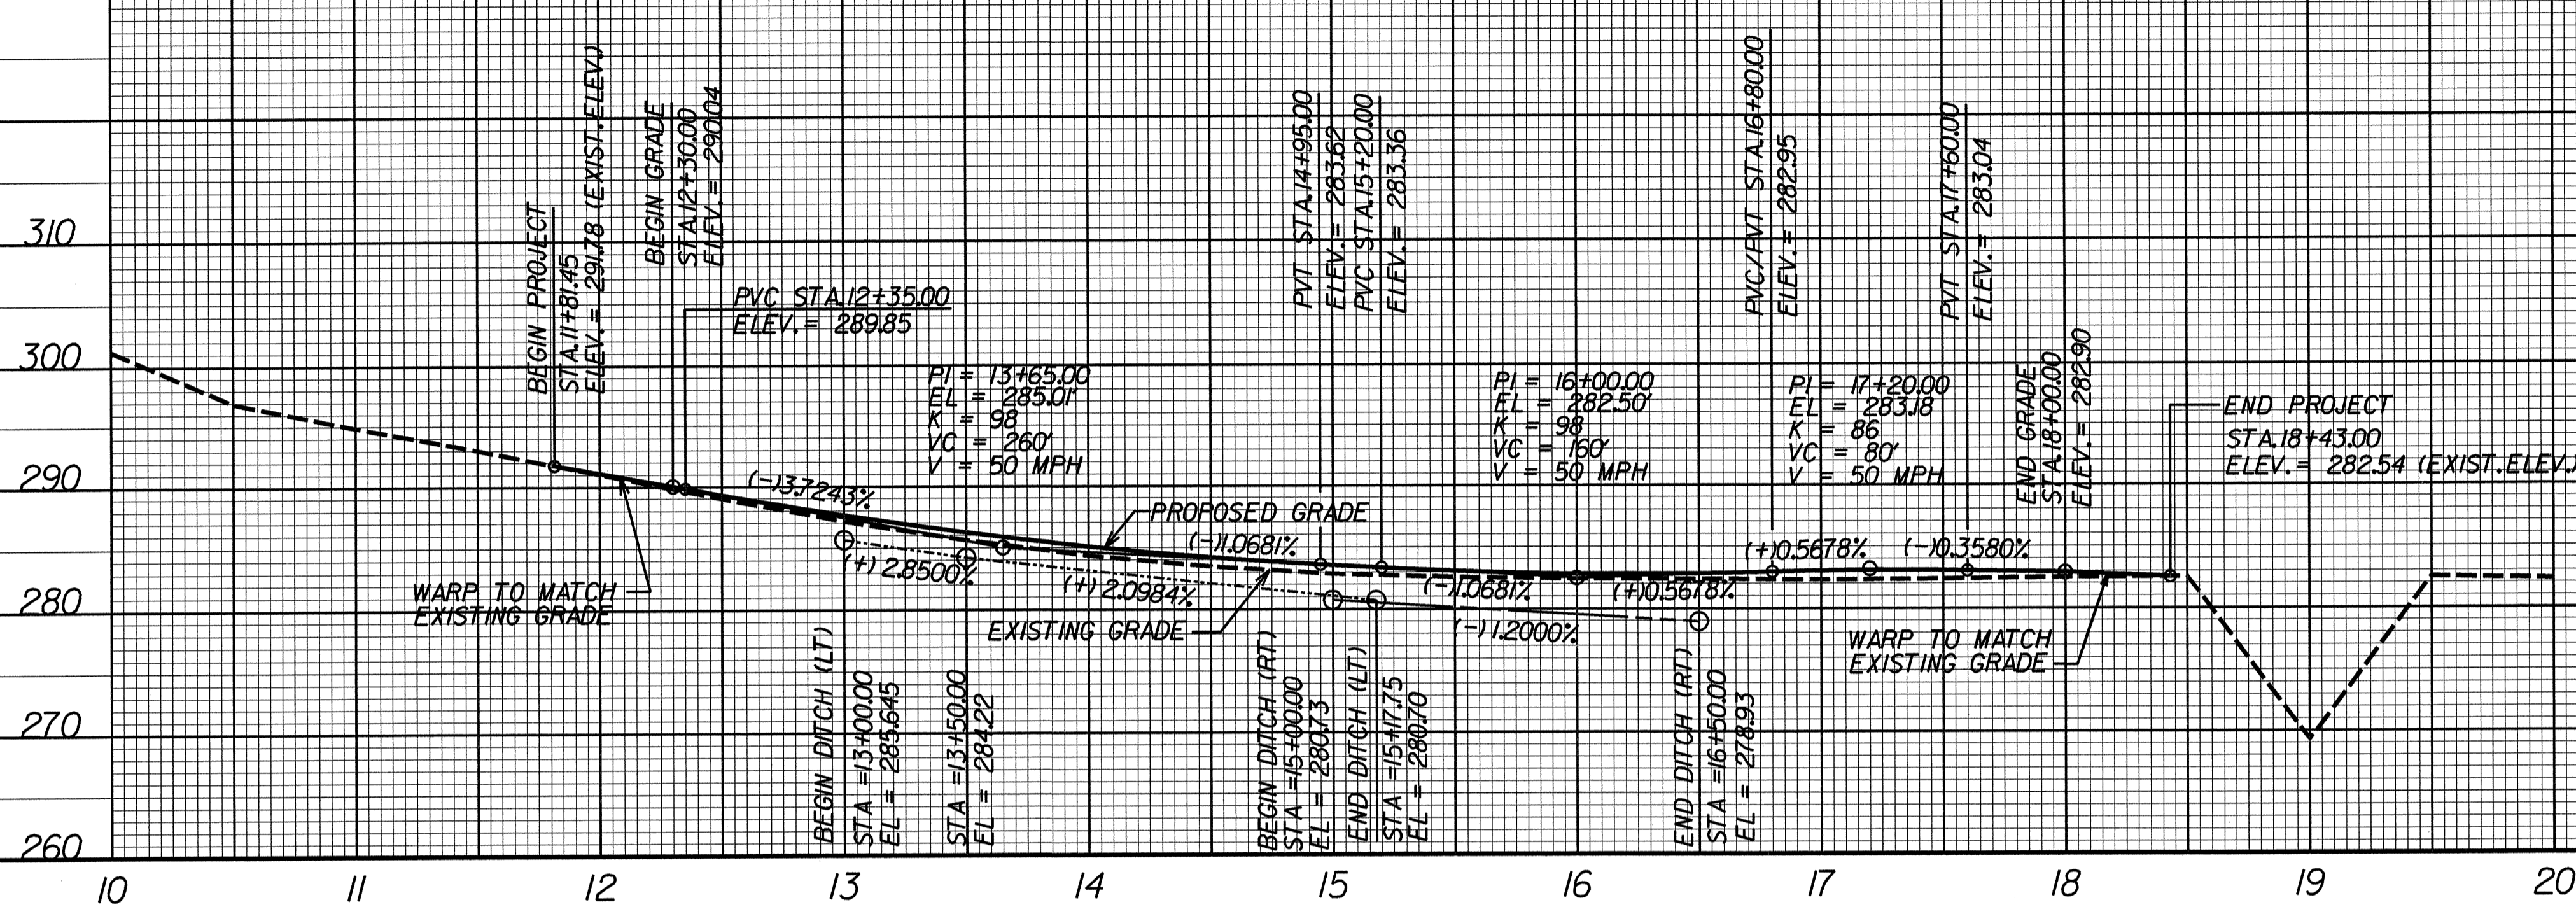 310
300
290
280
270
260
BEGIN PROJECT
STA.11+81.45
ELEV. = 291.78 (EXIST. ELEV.)
BEGIN GRADE
STA.12+30.00
ELEV. = 290.04
PVC STA.12+35.00
ELEV. = 289.85
PI = 13+65.00
EL = 285.01'
K = 98
VC = 260'
V = 50 MPH
PVT STA.14+95.00
ELEV. = 283.62
PVC STA.15+20.00
ELEV. = 283.36
PI = 16+00.00
EL = 282.50'
K = 98
VC = 160'
V = 50 MPH
PVC/PVT STA.16+80.00
ELEV. = 282.95
PI = 17+20.00
EL = 283.18
K = 86
VC = 80'
V = 50 MPH
PVT STA.17+60.00
ELEV. = 283.04
END GRADE
STA.18+00.00
ELEV. = 282.90
END PROJECT
STA.18+43.00
ELEV. = 282.54 (EXIST. ELEV.)
(-)3.7243%
PROPOSED GRADE
(-)1.0681%
(+)0.5678%
(-)0.3580%
(+) 2.8500%
(+) 2.0984%
(-)1.0681%
(+)0.5678%
(-)1.2000%
WARP TO MATCH
EXISTING GRADE
EXISTING GRADE
WARP TO MATCH
EXISTING GRADE
BEGIN DITCH (LT)
STA =13+00.00
EL = 285.645
STA =13+50.00
EL = 284.22
BEGIN DITCH (RT)
STA =15+00.00
EL = 280.73
END DITCH (LT)
STA =15+17.75
EL = 280.70
END DITCH (RT)
STA =16+50.00
EL = 278.93
10 11 12 13 14 15 16 17 18 19 20